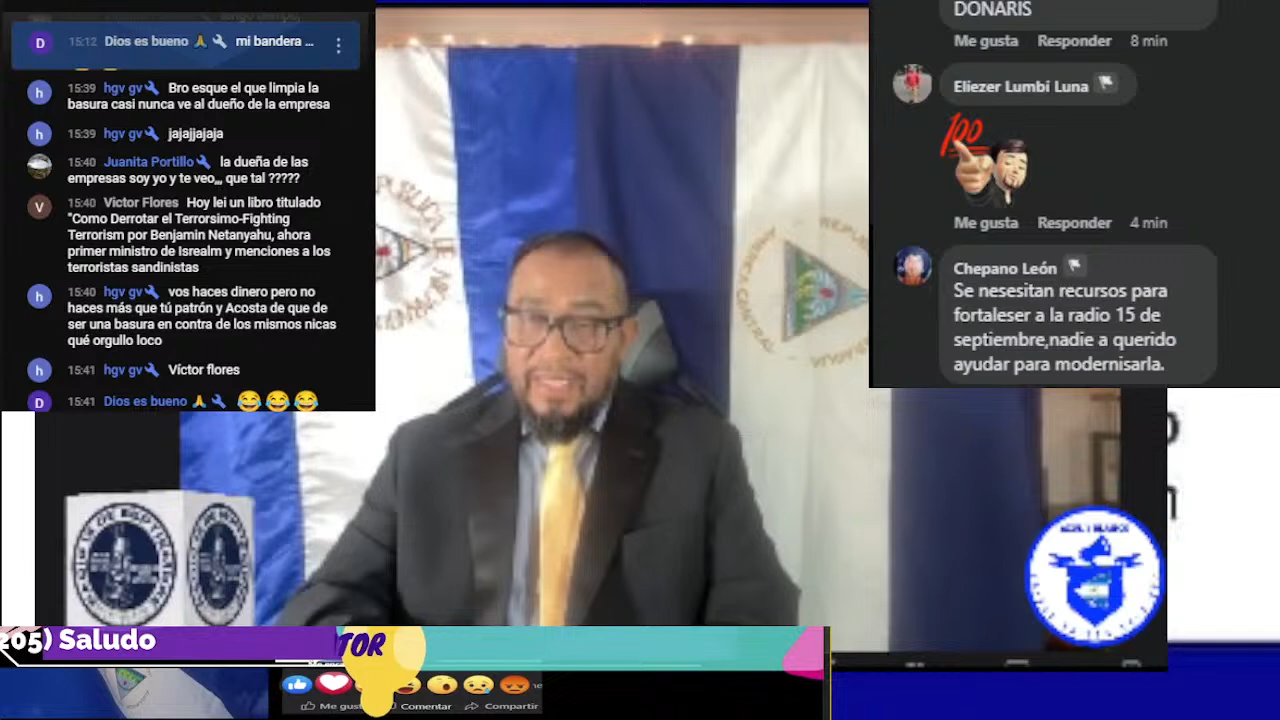 15:12 Dios es bueno 🙏 mi bandera ...
15:39 hgv gv Bro esque el que limpia la
basura casi nunca ve al dueño de la empresa
15:39 hgv gv jajajjajaja
15:40 Juanita Portillo la dueña de las
empresas soy yo y te veo,,, que tal ?????
15:40 Victor Flores Hoy lei un libro titulado
"Como Derrotar el Terrorsimo-Fighting
Terrorism por Benjamin Netanyahu, ahora
primer ministro de Isrealm y menciones a los
terroristas sandinistas
15:40 hgv gv vos haces dinero pero no
haces más que tú patrón y Acosta de que de
ser una basura en contra de los mismos nicas
qué orgullo loco
15:41 hgv gv Víctor flores
15:41 Dios es bueno 🙏 😂😂😂
DONARIS
Me gusta Responder 8 min
Eliezer Lumbí Luna
100
Me gusta Responder 4 min
Chepano León
Se nesesitan recursos para
fortaleser a la radio 15 de
septiembre,nadie a querido
ayudar para modernisarla.
AMERICA CENTRAL
205) Saludo
TOR
Comentar Compartir